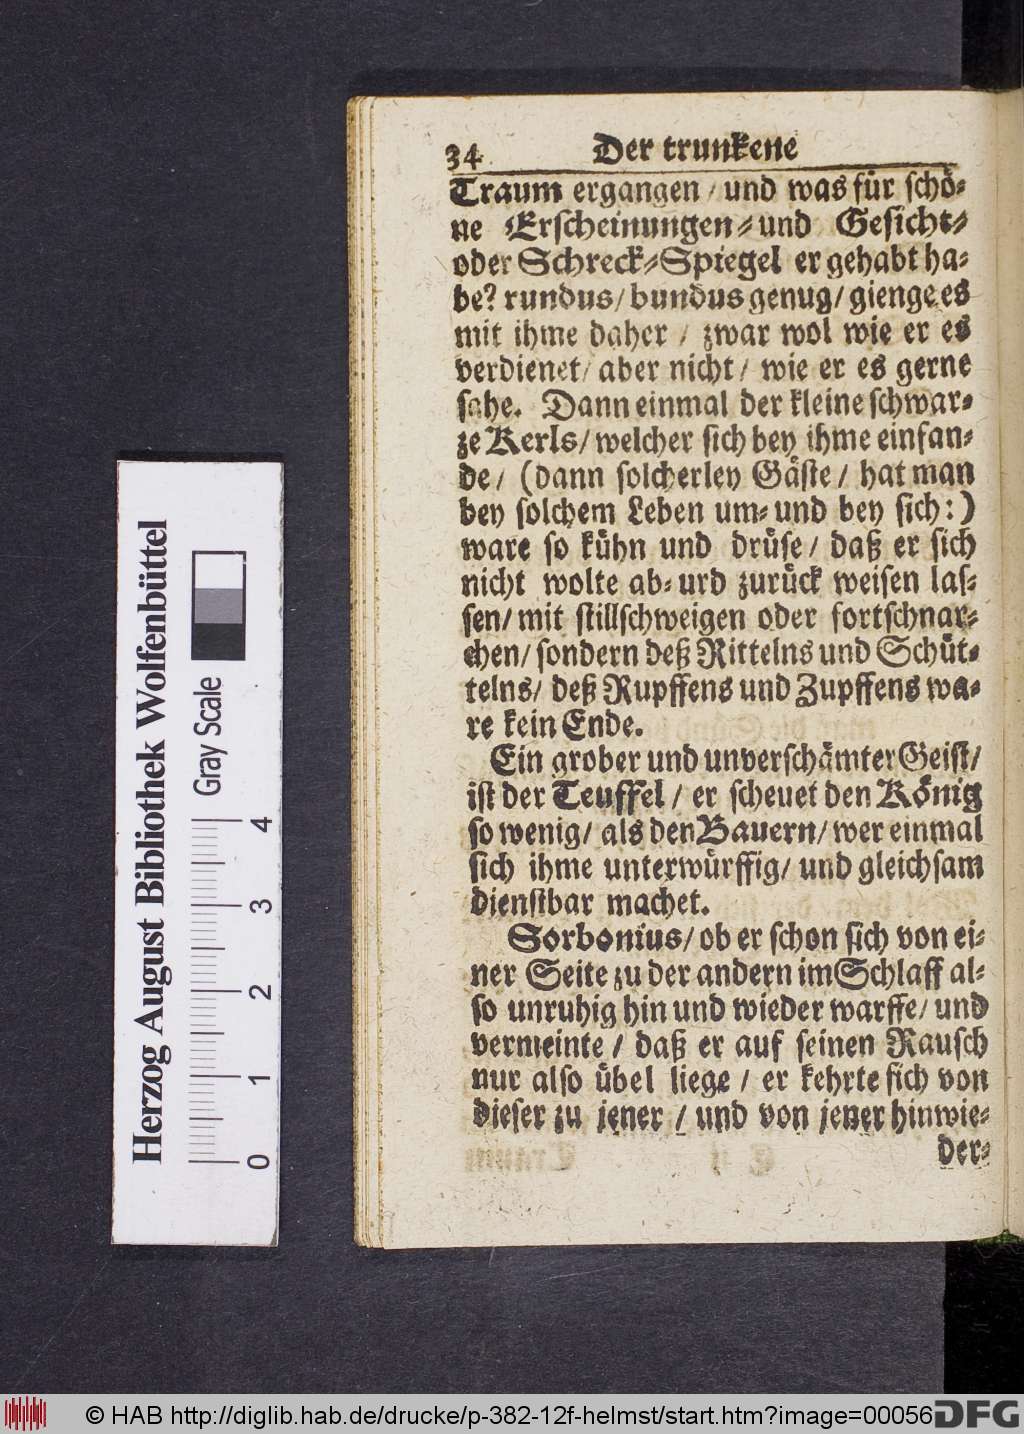 34 Der trunkene
Traum ergangen / und was für schö-
ne Erscheinungen- und Gesicht-
oder Schreck-Spiegel er gehabt ha-
be? rundus / bundus genug / gienge es
mit ihme daher / zwar wol wie er es
verdienet / aber nicht / wie er es gerne
sahe. Dann einmal der kleine schwar-
ze Kerls / welcher sich bey ihme einfan-
de / (dann solcherley Gäste / hat man
bey solchem Leben um- und bey sich:)
ware so kühn und drüse / daß er sich
nicht wolte ab- urd zurück weisen las-
sen / mit stillschweigen oder fortschnar-
chen / sondern deß Rittelns und Schüt-
telns / deß Rupffens und Zupffens wa-
re kein Ende.
Ein grober und unverschämter Geist /
ist der Teuffel / er scheuet den König
so wenig / als den Bauern / wer einmal
sich ihme unterwürffig / und gleichsam
dienstbar machet.
Sorbonius / ob er schon sich von ei-
ner Seite zu der andern im Schlaff al-
so unruhig hin und wieder warffe / und
vermeinte / daß er auf seinen Rausch
nur also übel liege / er kehrte sich von
dieser zu jener / und von jener hinwie-
der-
Herzog August Bibliothek Wolfenbüttel
Gray Scale
0 1 2 3 4
© HAB http://diglib.hab.de/drucke/p-382-12f-helmst/start.htm?image=00056
DFG